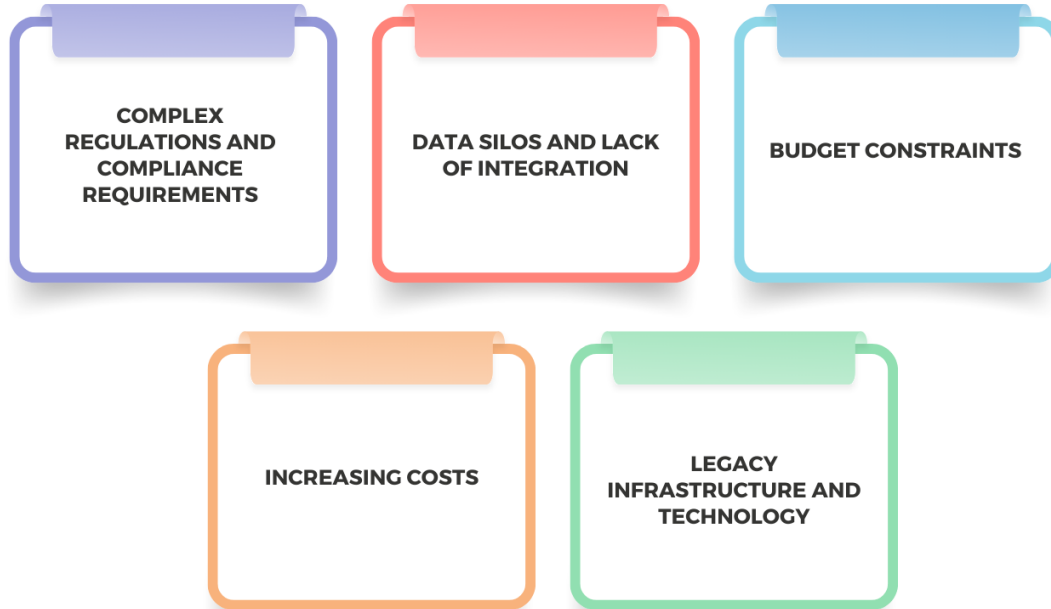 COMPLEX
REGULATIONS AND
COMPLIANCE
REQUIREMENTS
DATA SILOS AND LACK
OF INTEGRATION
BUDGET CONSTRAINTS
INCREASING COSTS
LEGACY
INFRASTRUCTURE AND
TECHNOLOGY